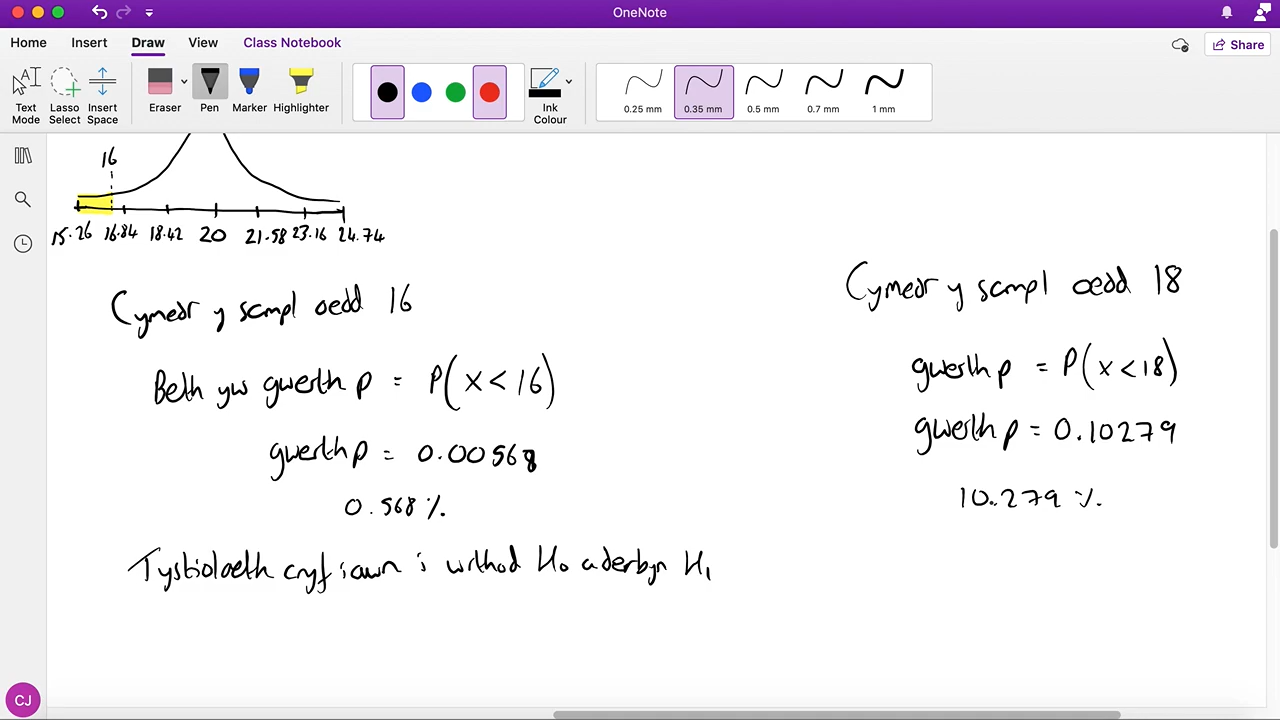 OneNote
Home Insert Draw View Class Notebook
Share
Text Mode
Lasso Select
Insert Space
Eraser
Pen
Marker
Highlighter
Ink Colour
0.25 mm
0.35 mm
0.5 mm
0.7 mm
1 mm
16
15.26 16.84 18.42 20 21.58 23.16 24.74
Cymedr y sampl oedd 16
Beth yw gwerth p = P(X < 16)
gwerth p = 0.00568
0.568 %
Tystiolaeth cryf iawn i wrthod H₀ a derbyn H₁
Cymedr y sampl oedd 18
gwerth p = P(X < 18)
gwerth p = 0.10279
10.279 %
CJ